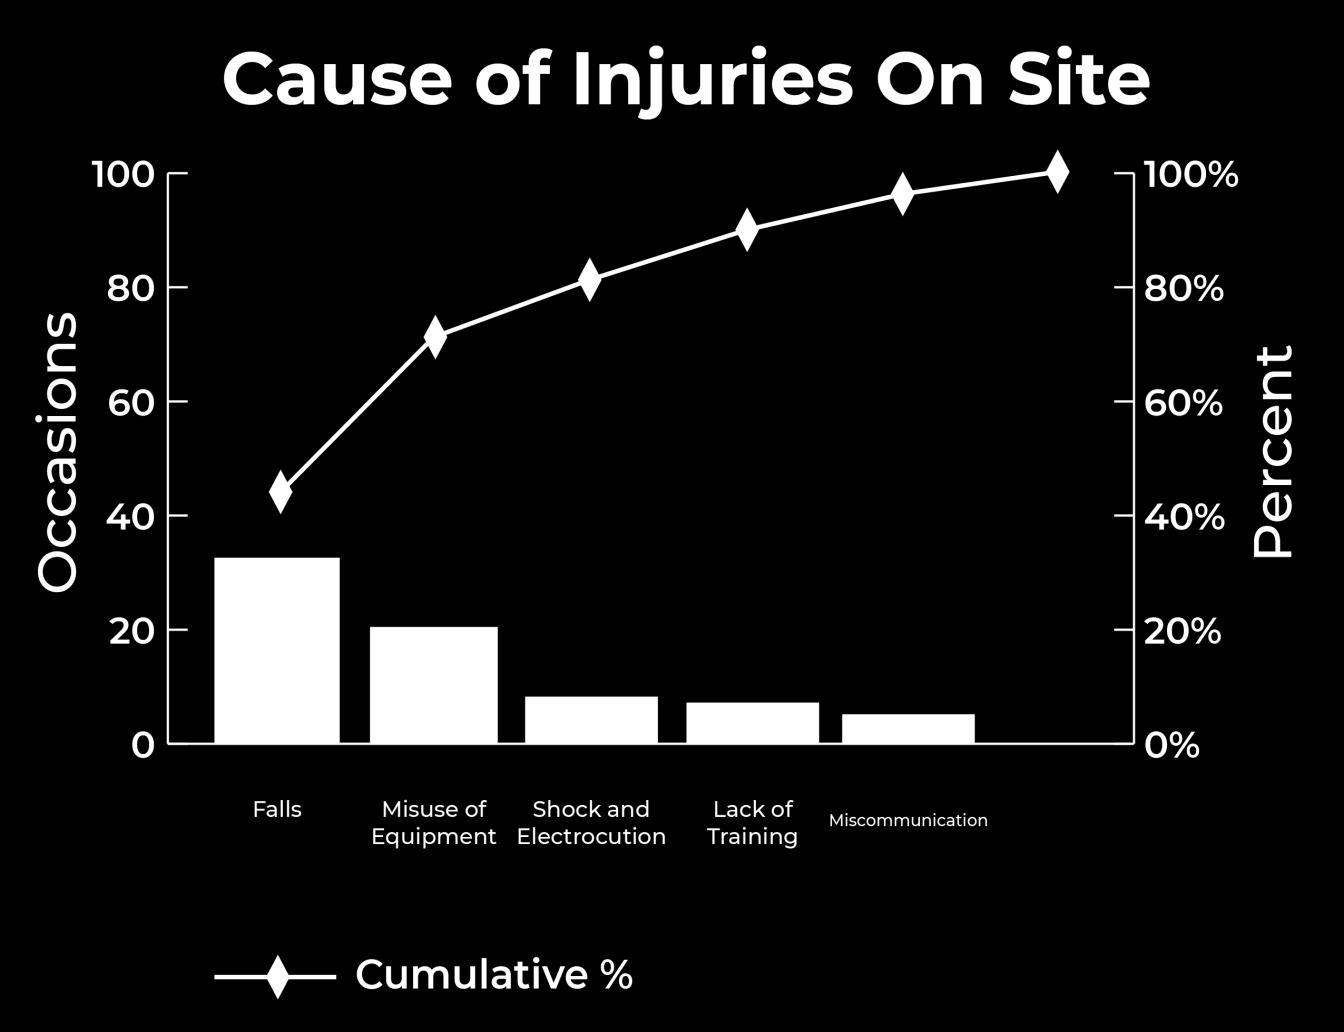 Cause of Injuries On Site
100
80
60
40
20
0
Occasions
100%
80%
60%
40%
20%
0%
Percent
Falls
Misuse of
Equipment
Shock and
Electrocution
Lack of
Training
Miscommunication
Cumulative %